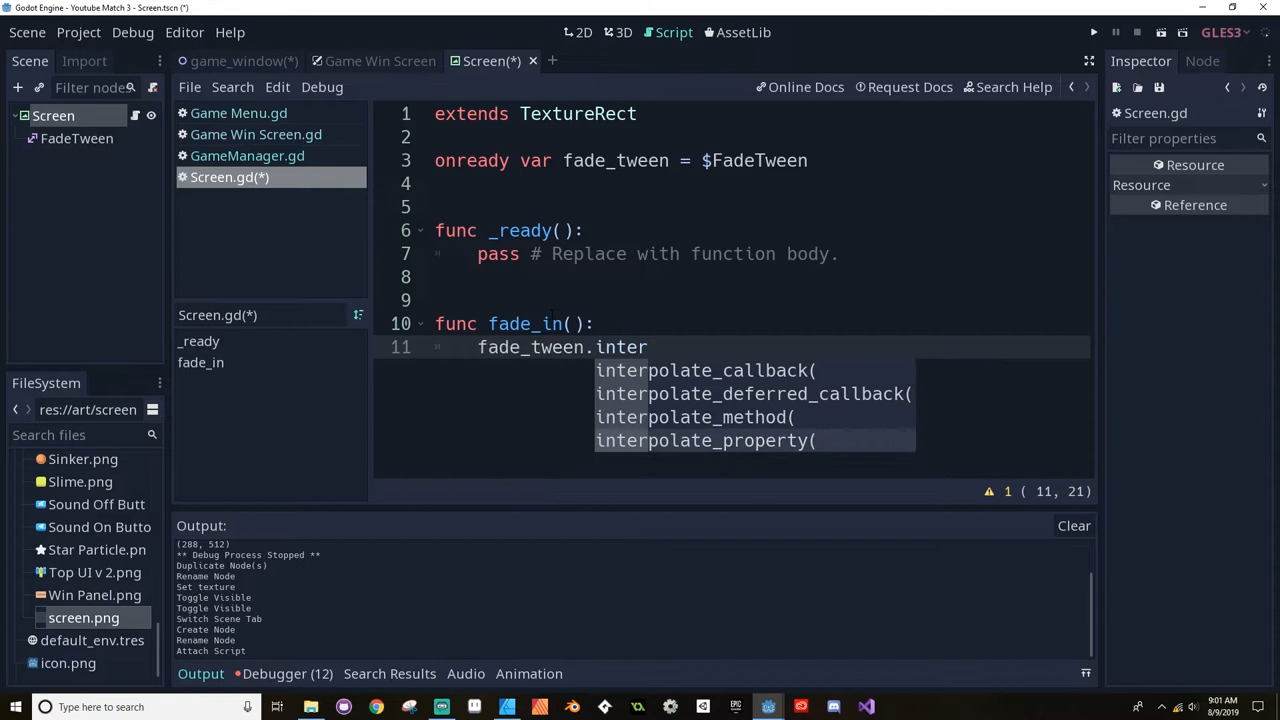 Godot Engine - Youtube Match 3 - Screen.tscn (*)
Scene Project Debug Editor Help
2D 3D Script AssetLib
GLES3
Scene Import
game_window(*) Game Win Screen Screen(*)
Inspector Node
Filter nodes
File Search Edit Debug
Online Docs Request Docs Search Help
Screen.gd
Filter properties
Resource
Resource
Reference
Screen
FadeTween
Game Menu.gd
Game Win Screen.gd
GameManager.gd
Screen.gd(*)
Screen.gd(*)
_ready
fade_in
1 extends TextureRect
2
3 onready var fade_tween = $FadeTween
4
5
6 func _ready():
7 pass # Replace with function body.
8
9
10 func fade_in():
11 fade_tween.inter
interpolate_callback(
interpolate_deferred_callback(
interpolate_method(
interpolate_property(
1 ( 11, 21)
FileSystem
res://art/screen
Search files
Sinker.png
Slime.png
Sound Off Butt
Sound On Butto
Star Particle.pn
Top UI v 2.png
Win Panel.png
screen.png
default_env.tres
icon.png
Output:
Clear
(288, 512)
** Debug Process Stopped **
Duplicate Node(s)
Rename Node
Set texture
Toggle Visible
Toggle Visible
Switch Scene Tab
Create Node
Rename Node
Attach Script
Output Debugger (12) Search Results Audio Animation
Type here to search
9:01 AM
8/9/2019